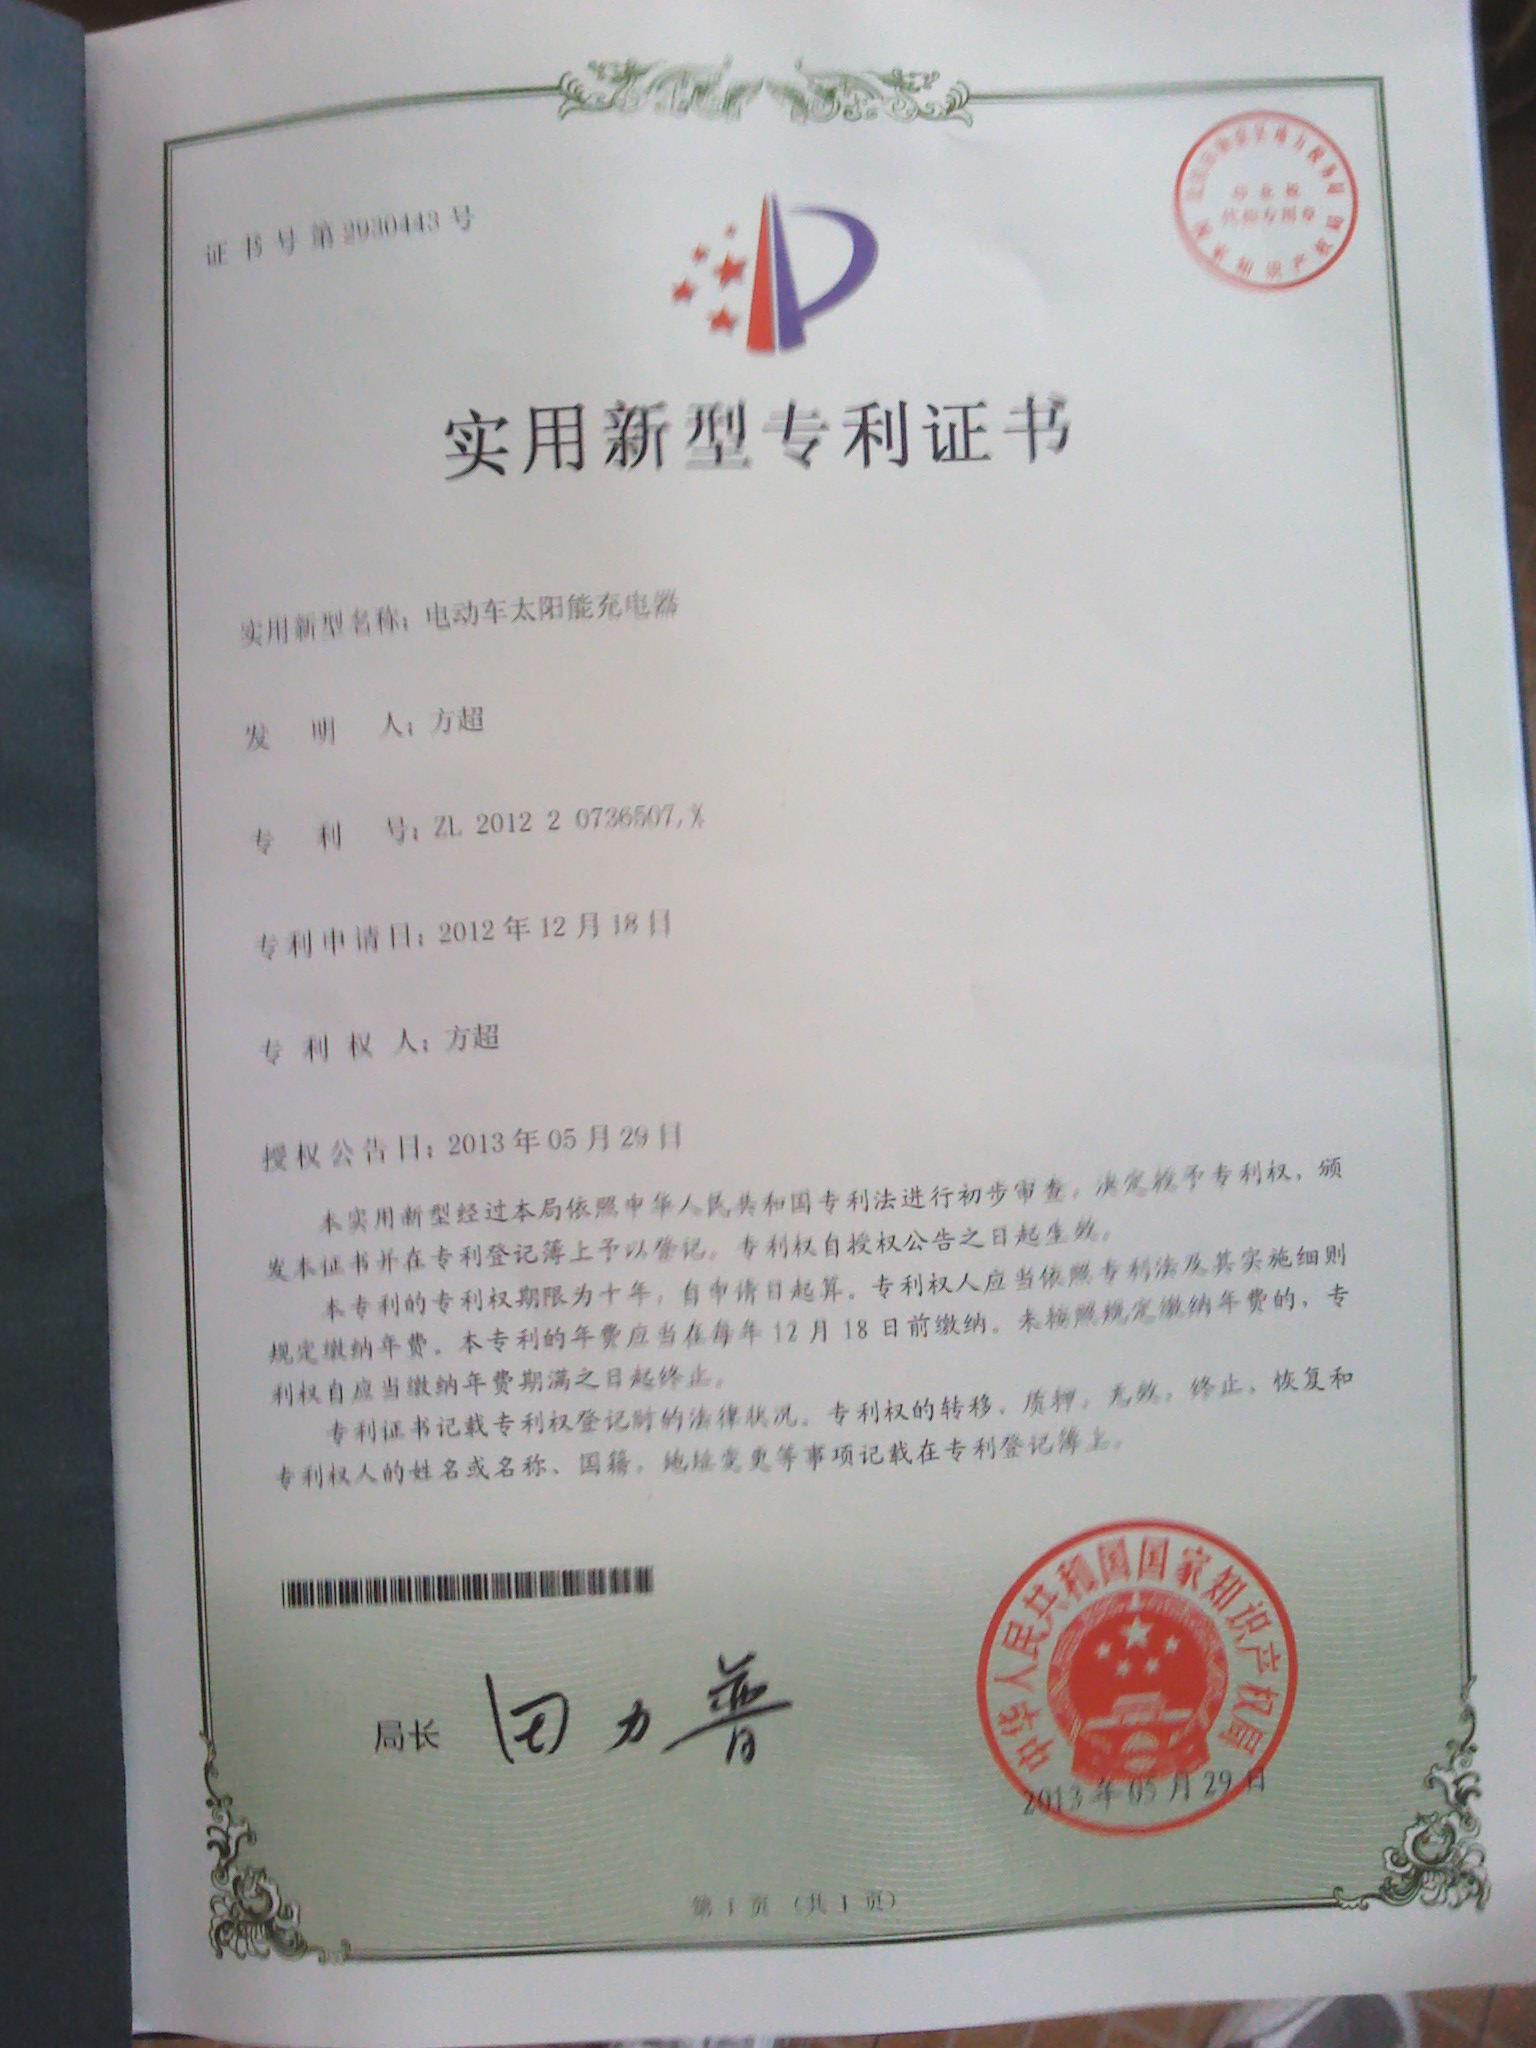 证书号第2930443号
实用新型专利证书
实用新型名称：电动车太阳能充电器
发明人：方超
专利号：ZL 2012 2 0736507.
专利申请日：2012年12月18日
专利权人：方超
授权公告日：2013年05月29日
本实用新型经过本局依照中华人民共和国专利法进行初步审查，决定授予专利权，颁
发本证书并在专利登记簿上予以登记。专利权自授权公告之日起生效。
本专利的专利权期限为十年，自申请日起算。专利权人应当依照专利法及其实施细则
规定缴纳年费。本专利的年费应当在每年12月18日前缴纳。未按照规定缴纳年费的，专
利权自应当缴纳年费期满之日起终止。
专利证书记载专利权登记时的法律状况。专利权的转移、质押、无效、终止、恢复和
专利权人的姓名或名称、国籍、地址变更等事项记载在专利登记簿上。
局长 田力普
中华人民共和国国家知识产权局
2013年05月29日
第1页（共1页）